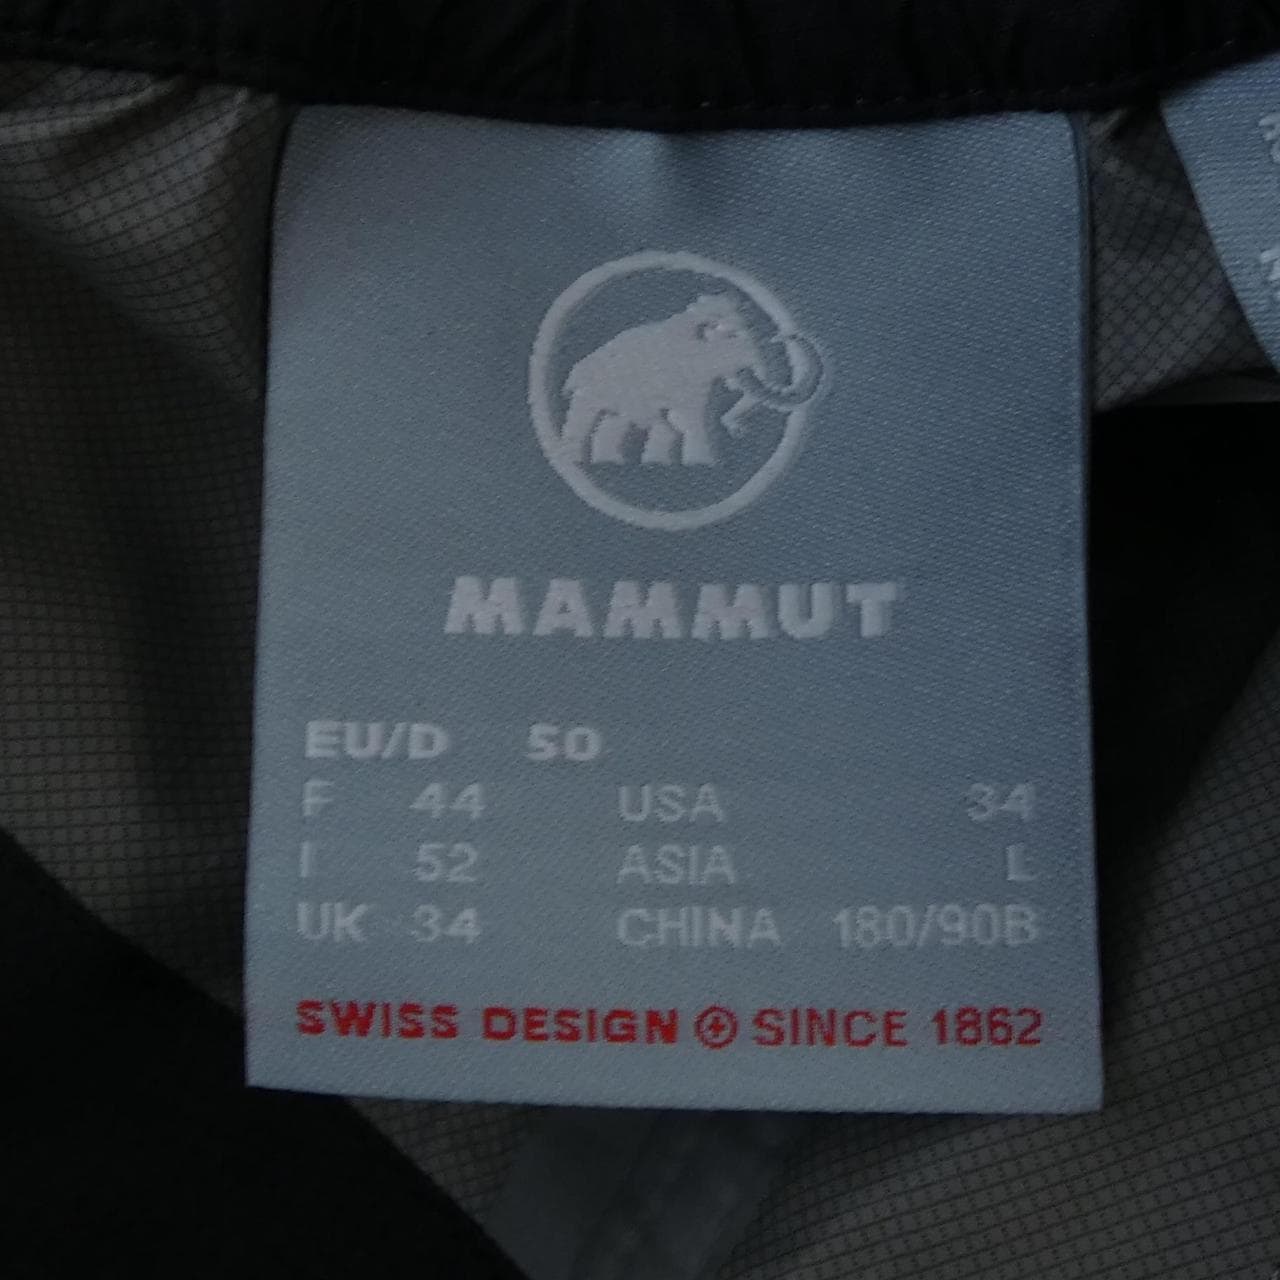 MAMMUT
EU/D 50
F 44 USA 34
I 52 ASIA L
UK 34 CHINA 180/90B
SWISS DESIGN SINCE 1862